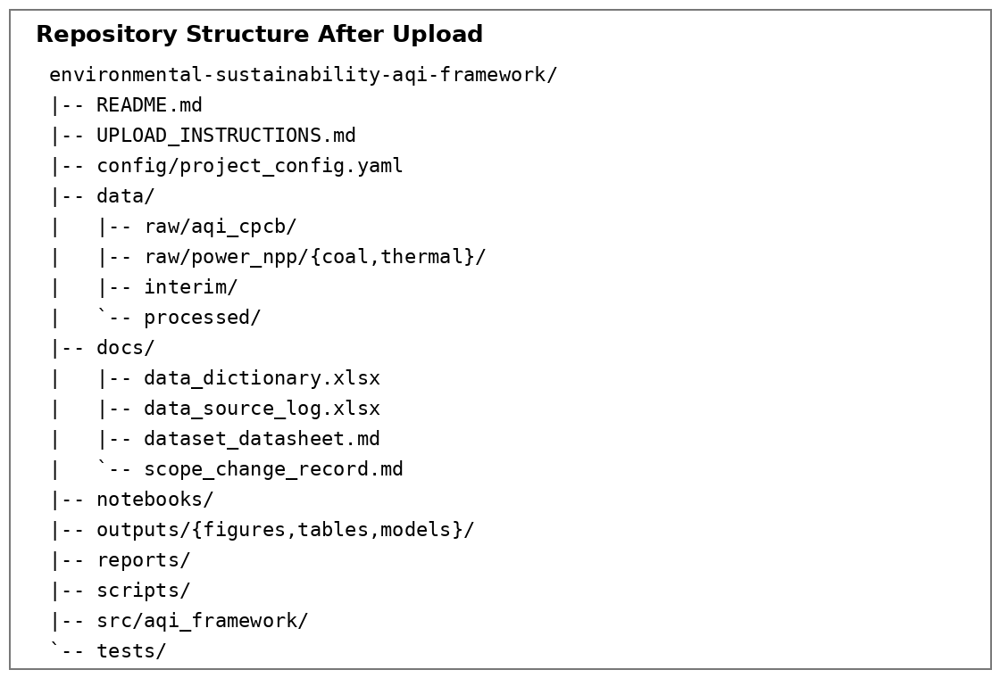 Repository Structure After Upload
environmental-sustainability-aqi-framework/
|-- README.md
|-- UPLOAD_INSTRUCTIONS.md
|-- config/project_config.yaml
|-- data/
|   |-- raw/aqi_cpcb/
|   |-- raw/power_npp/{coal,thermal}/
|   |-- interim/
|   `-- processed/
|-- docs/
|   |-- data_dictionary.xlsx
|   |-- data_source_log.xlsx
|   |-- dataset_datasheet.md
|   `-- scope_change_record.md
|-- notebooks/
|-- outputs/{figures,tables,models}/
|-- reports/
|-- scripts/
|-- src/aqi_framework/
`-- tests/